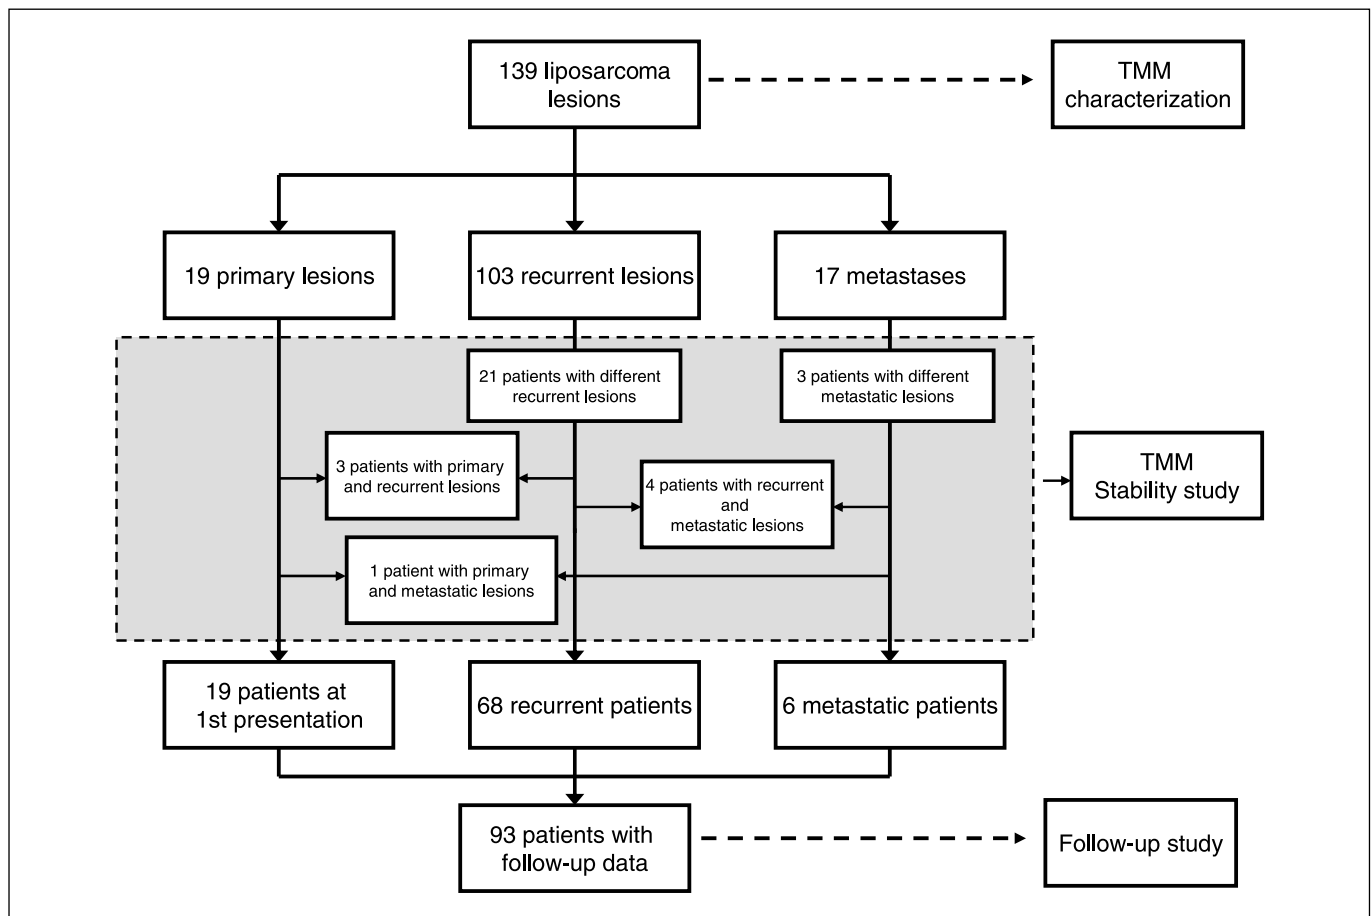 139 liposarcoma
lesions
TMM
characterization
19 primary lesions
103 recurrent lesions
17 metastases
21 patients with different
recurrent lesions
3 patients with different
metastatic lesions
3 patients with primary
and recurrent lesions
4 patients with recurrent
and
metastatic lesions
TMM
Stability study
1 patient with primary
and metastatic lesions
19 patients at
1st presentation
68 recurrent patients
6 metastatic patients
93 patients with
follow-up data
Follow-up study